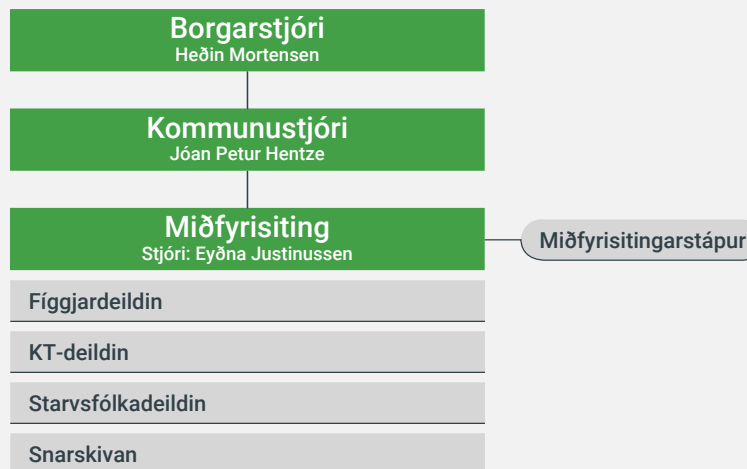 Borgarstjóri
Heðin Mortensen
Kommunustjóri
Jóan Petur Hentze
Miðfyrisiting
Stjóri: Eyðna Justinussen
Miðfyrisitingarstápur
Fíggjardeildin
KT-deildin
Starvsfólkadeildin
Snarskivan